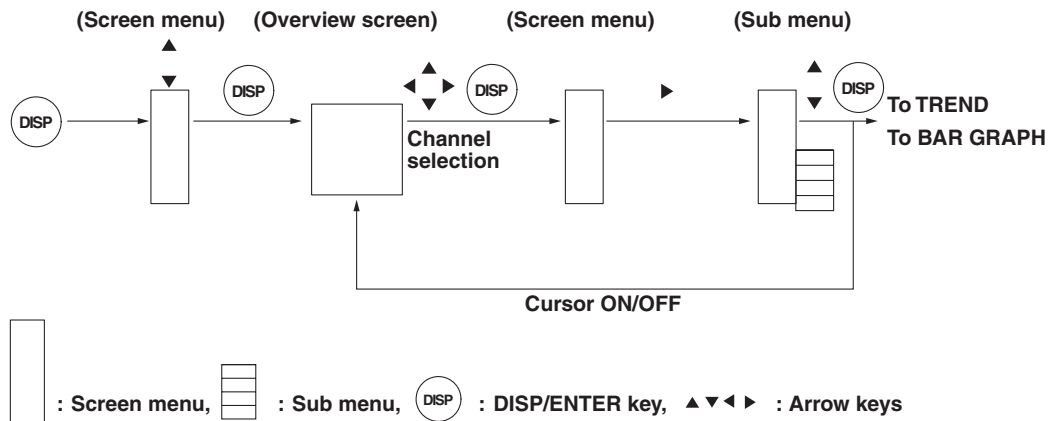 (Screen menu) (Overview screen) (Screen menu) (Sub menu)
DISP DISP DISP DISP
To TREND
To BAR GRAPH
Channel
selection
Cursor ON/OFF
: Screen menu, : Sub menu, DISP : DISP/ENTER key, ▲▼◀ ▶ : Arrow keys